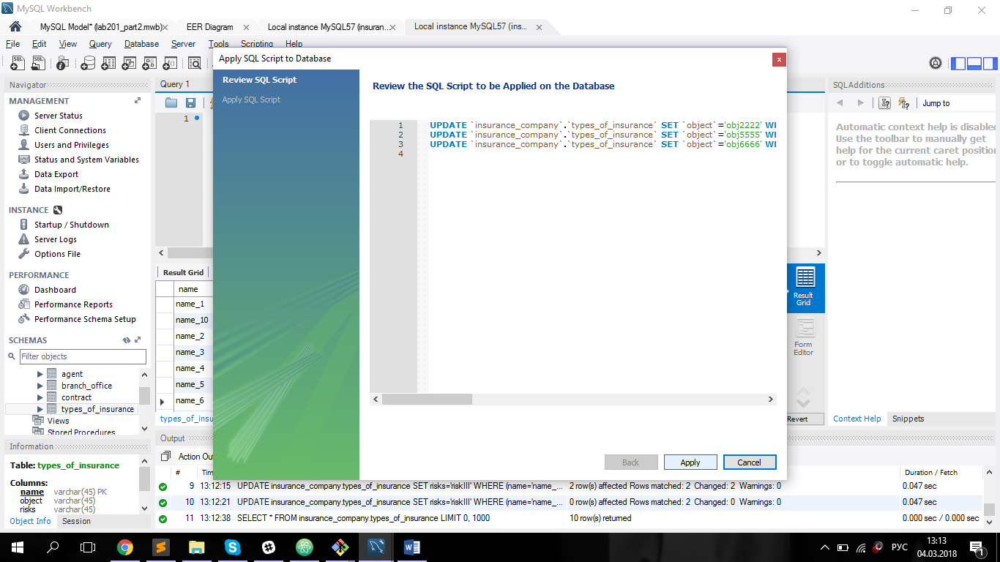 MySQL Workbench
MySQL Model* (lab201_part2.mwb)
EER Diagram
Local instance MySQL57 (insuran...
Local instance MySQL57 (ins...
File Edit View Query Database Server Tools Scripting Help
Navigator
MANAGEMENT
Server Status
Client Connections
Users and Privileges
Status and System Variables
Data Export
Data Import/Restore
INSTANCE
Startup / Shutdown
Server Logs
Options File
PERFORMANCE
Dashboard
Performance Reports
Performance Schema Setup
SCHEMAS
Filter objects
agent
branch_office
contract
types_of_insurance
Views
Stored Procedures
Information
Table: types_of_insurance
Columns:
name varchar(45) PK
object varchar(45)
risks varchar(45)
Object Info Session
Query 1
1
Result Grid
name
name_1
name_10
name_2
name_3
name_4
name_5
name_6
types_of_insu
Apply SQL Script to Database
Review SQL Script
Apply SQL Script
Review the SQL Script to be Applied on the Database
1 UPDATE `insurance_company`.`types_of_insurance` SET `object`='obj2222' WI
2 UPDATE `insurance_company`.`types_of_insurance` SET `object`='obj5555' WI
3 UPDATE `insurance_company`.`types_of_insurance` SET `object`='obj6666' WI
4
Back Apply Cancel
Result
Grid
Form
Editor
Revert
SQLAdditions
Jump to
Automatic context help is disabled
Use the toolbar to manually get
help for the current caret position
or to toggle automatic help.
Context Help Snippets
Output
Action Ou
# Tim Duration / Fetch
9 13:12:15 UPDATE insurance_company.types_of_insurance SET risks='riskIII' WHERE (name='name_... 2 row(s) affected Rows matched: 2 Changed: 2 Warnings: 0 0.047 sec
10 13:12:21 UPDATE insurance_company.types_of_insurance SET risks='riskIII' WHERE (name='name_... 0 row(s) affected Rows matched: 2 Changed: 0 Warnings: 0 0.047 sec
11 13:12:38 SELECT * FROM insurance_company.types_of_insurance LIMIT 0, 1000 10 row(s) returned 0.000 sec / 0.000 sec
РУС
13:13
04.03.2018
1